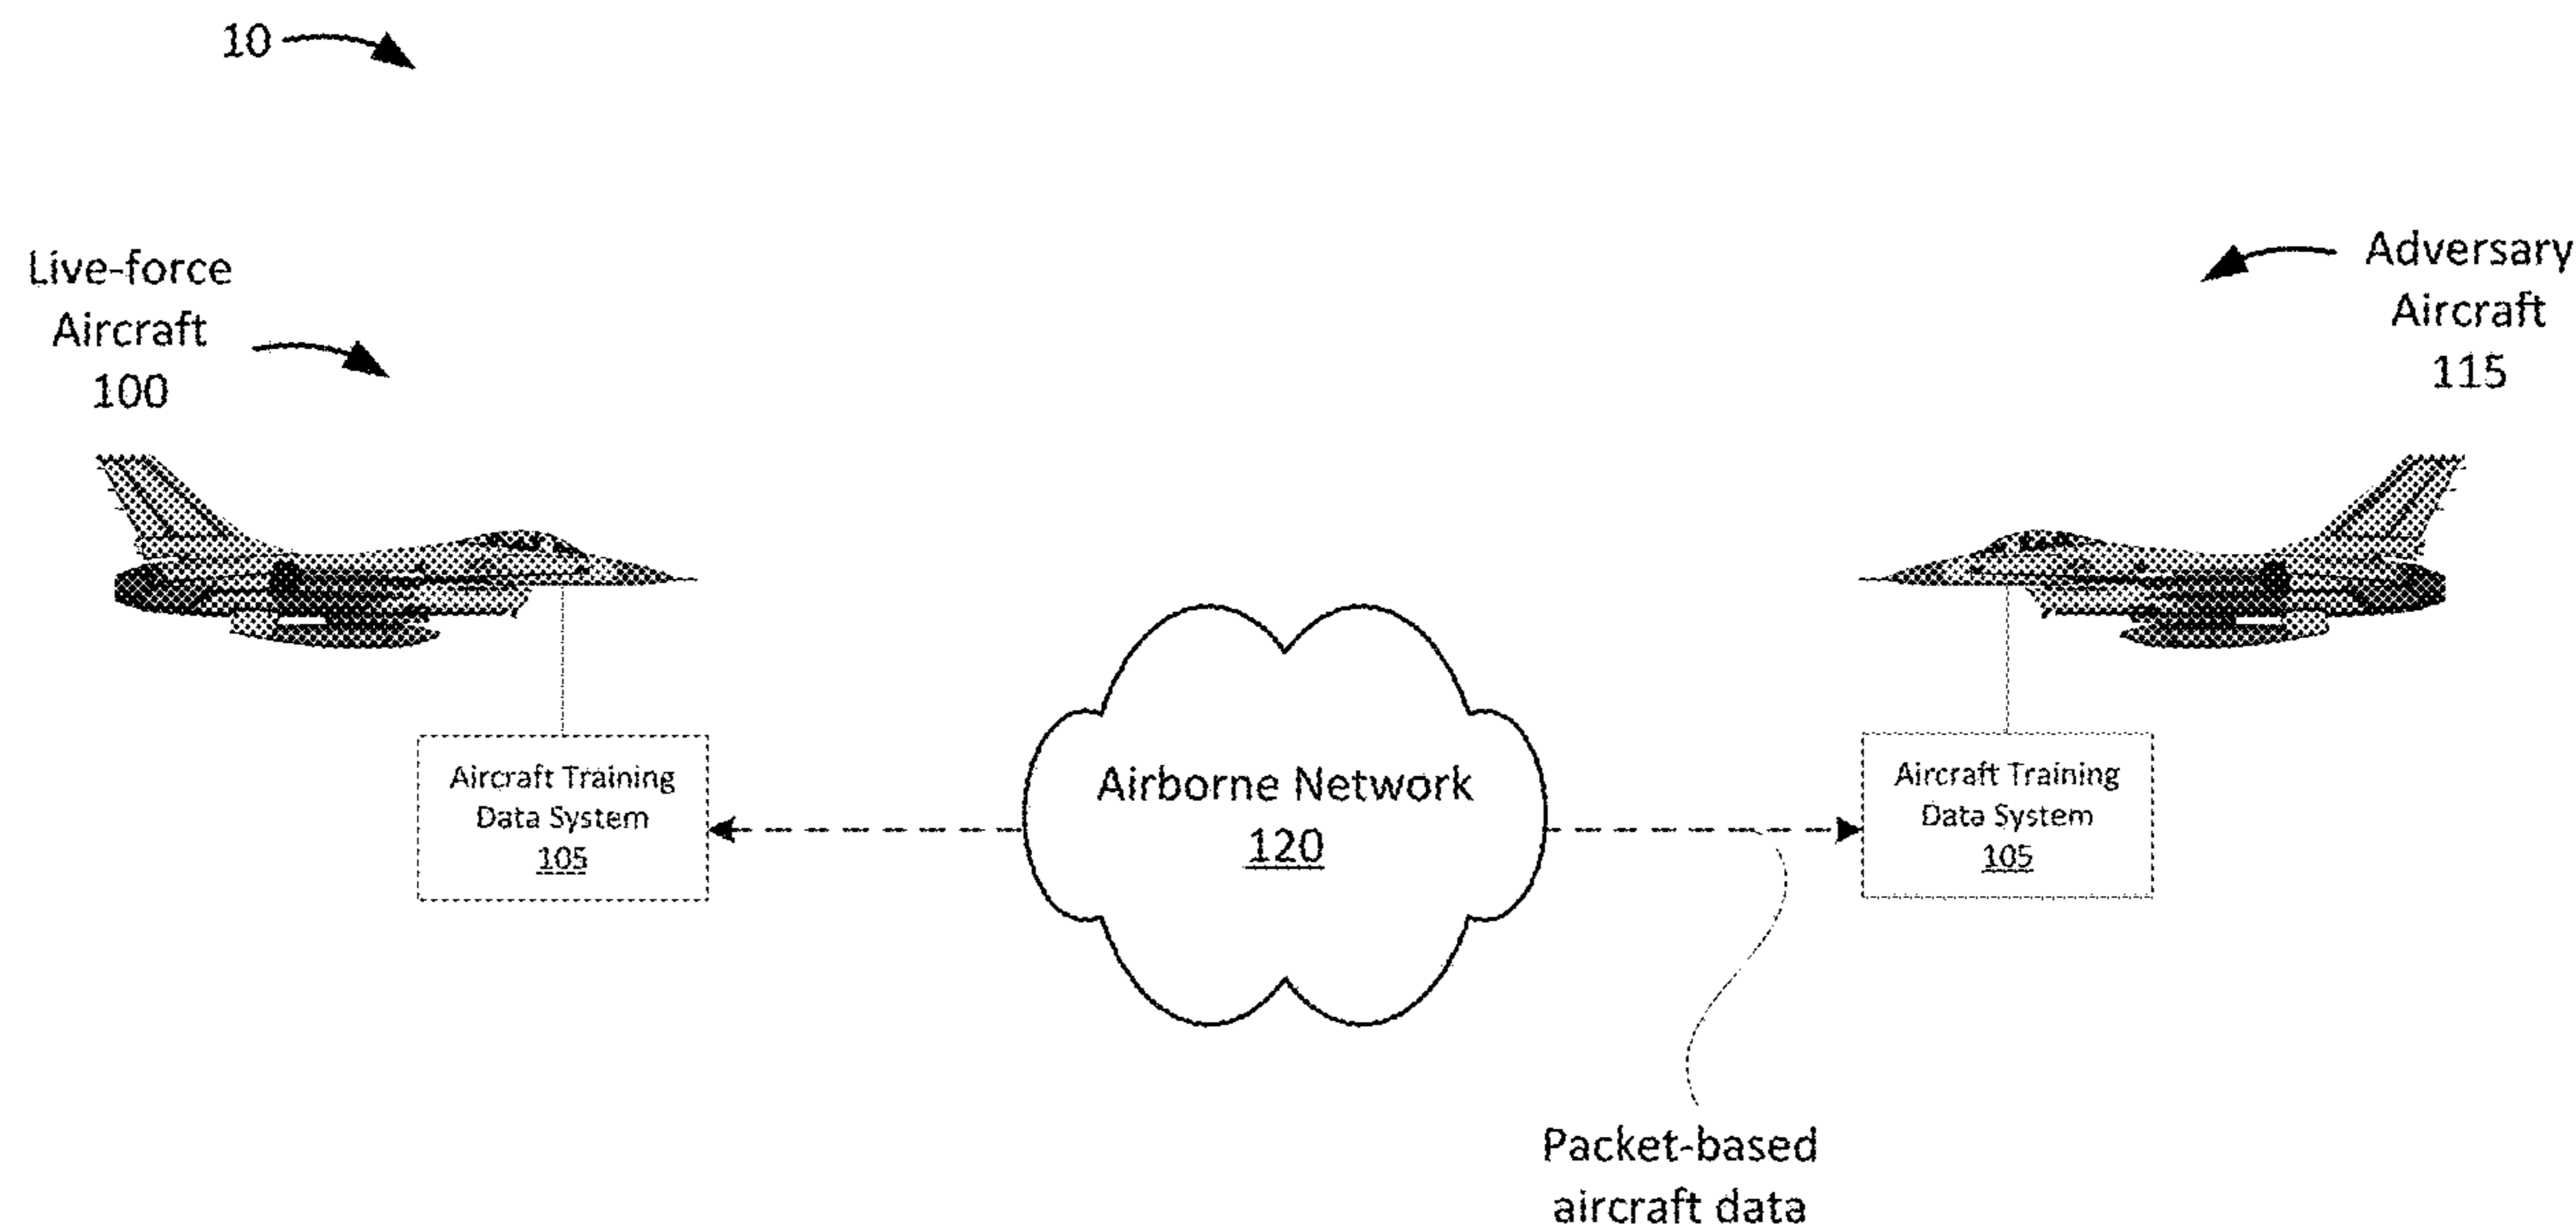 10
Live-force
Aircraft
100
Adversary
Aircraft
115
Aircraft Training
Data System
105
Airborne Network
120
Aircraft Training
Data System
105
Packet-based
aircraft data